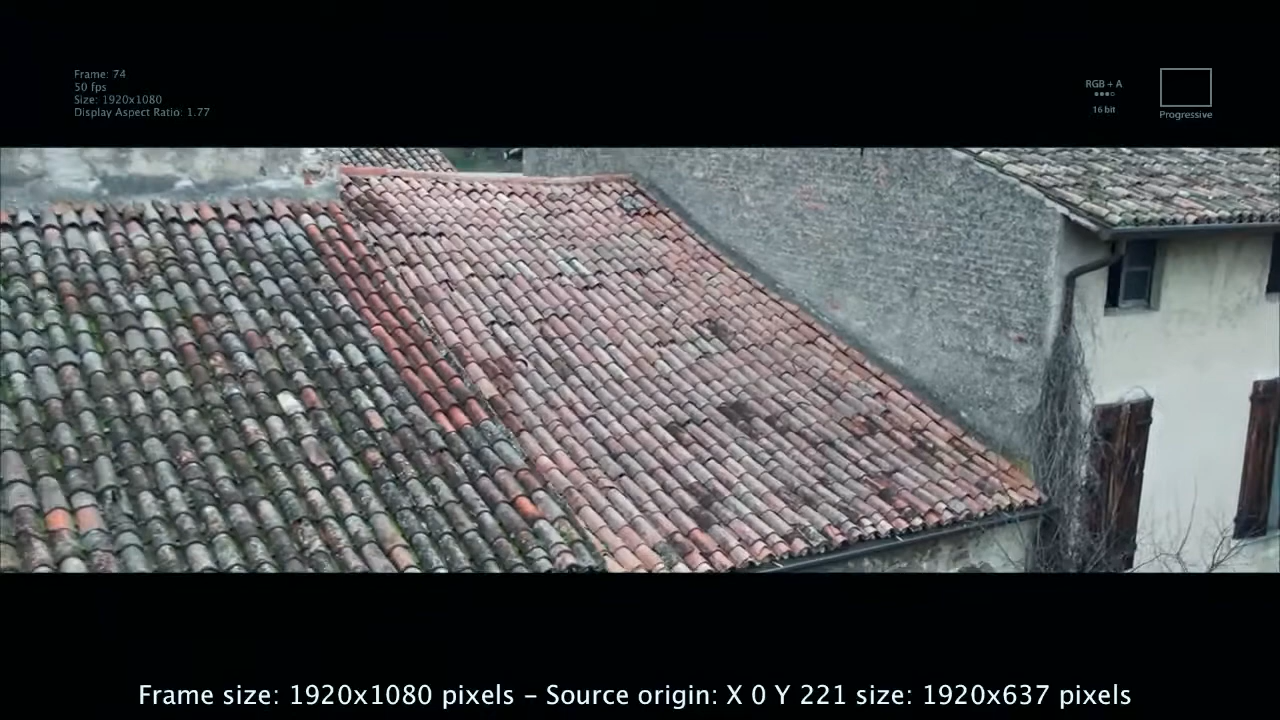 Frame: 74
50 fps
Size: 1920x1080
Display Aspect Ratio: 1.77
RGB + A
16 bit
Progressive
Frame size: 1920x1080 pixels – Source origin: X 0 Y 221 size: 1920x637 pixels